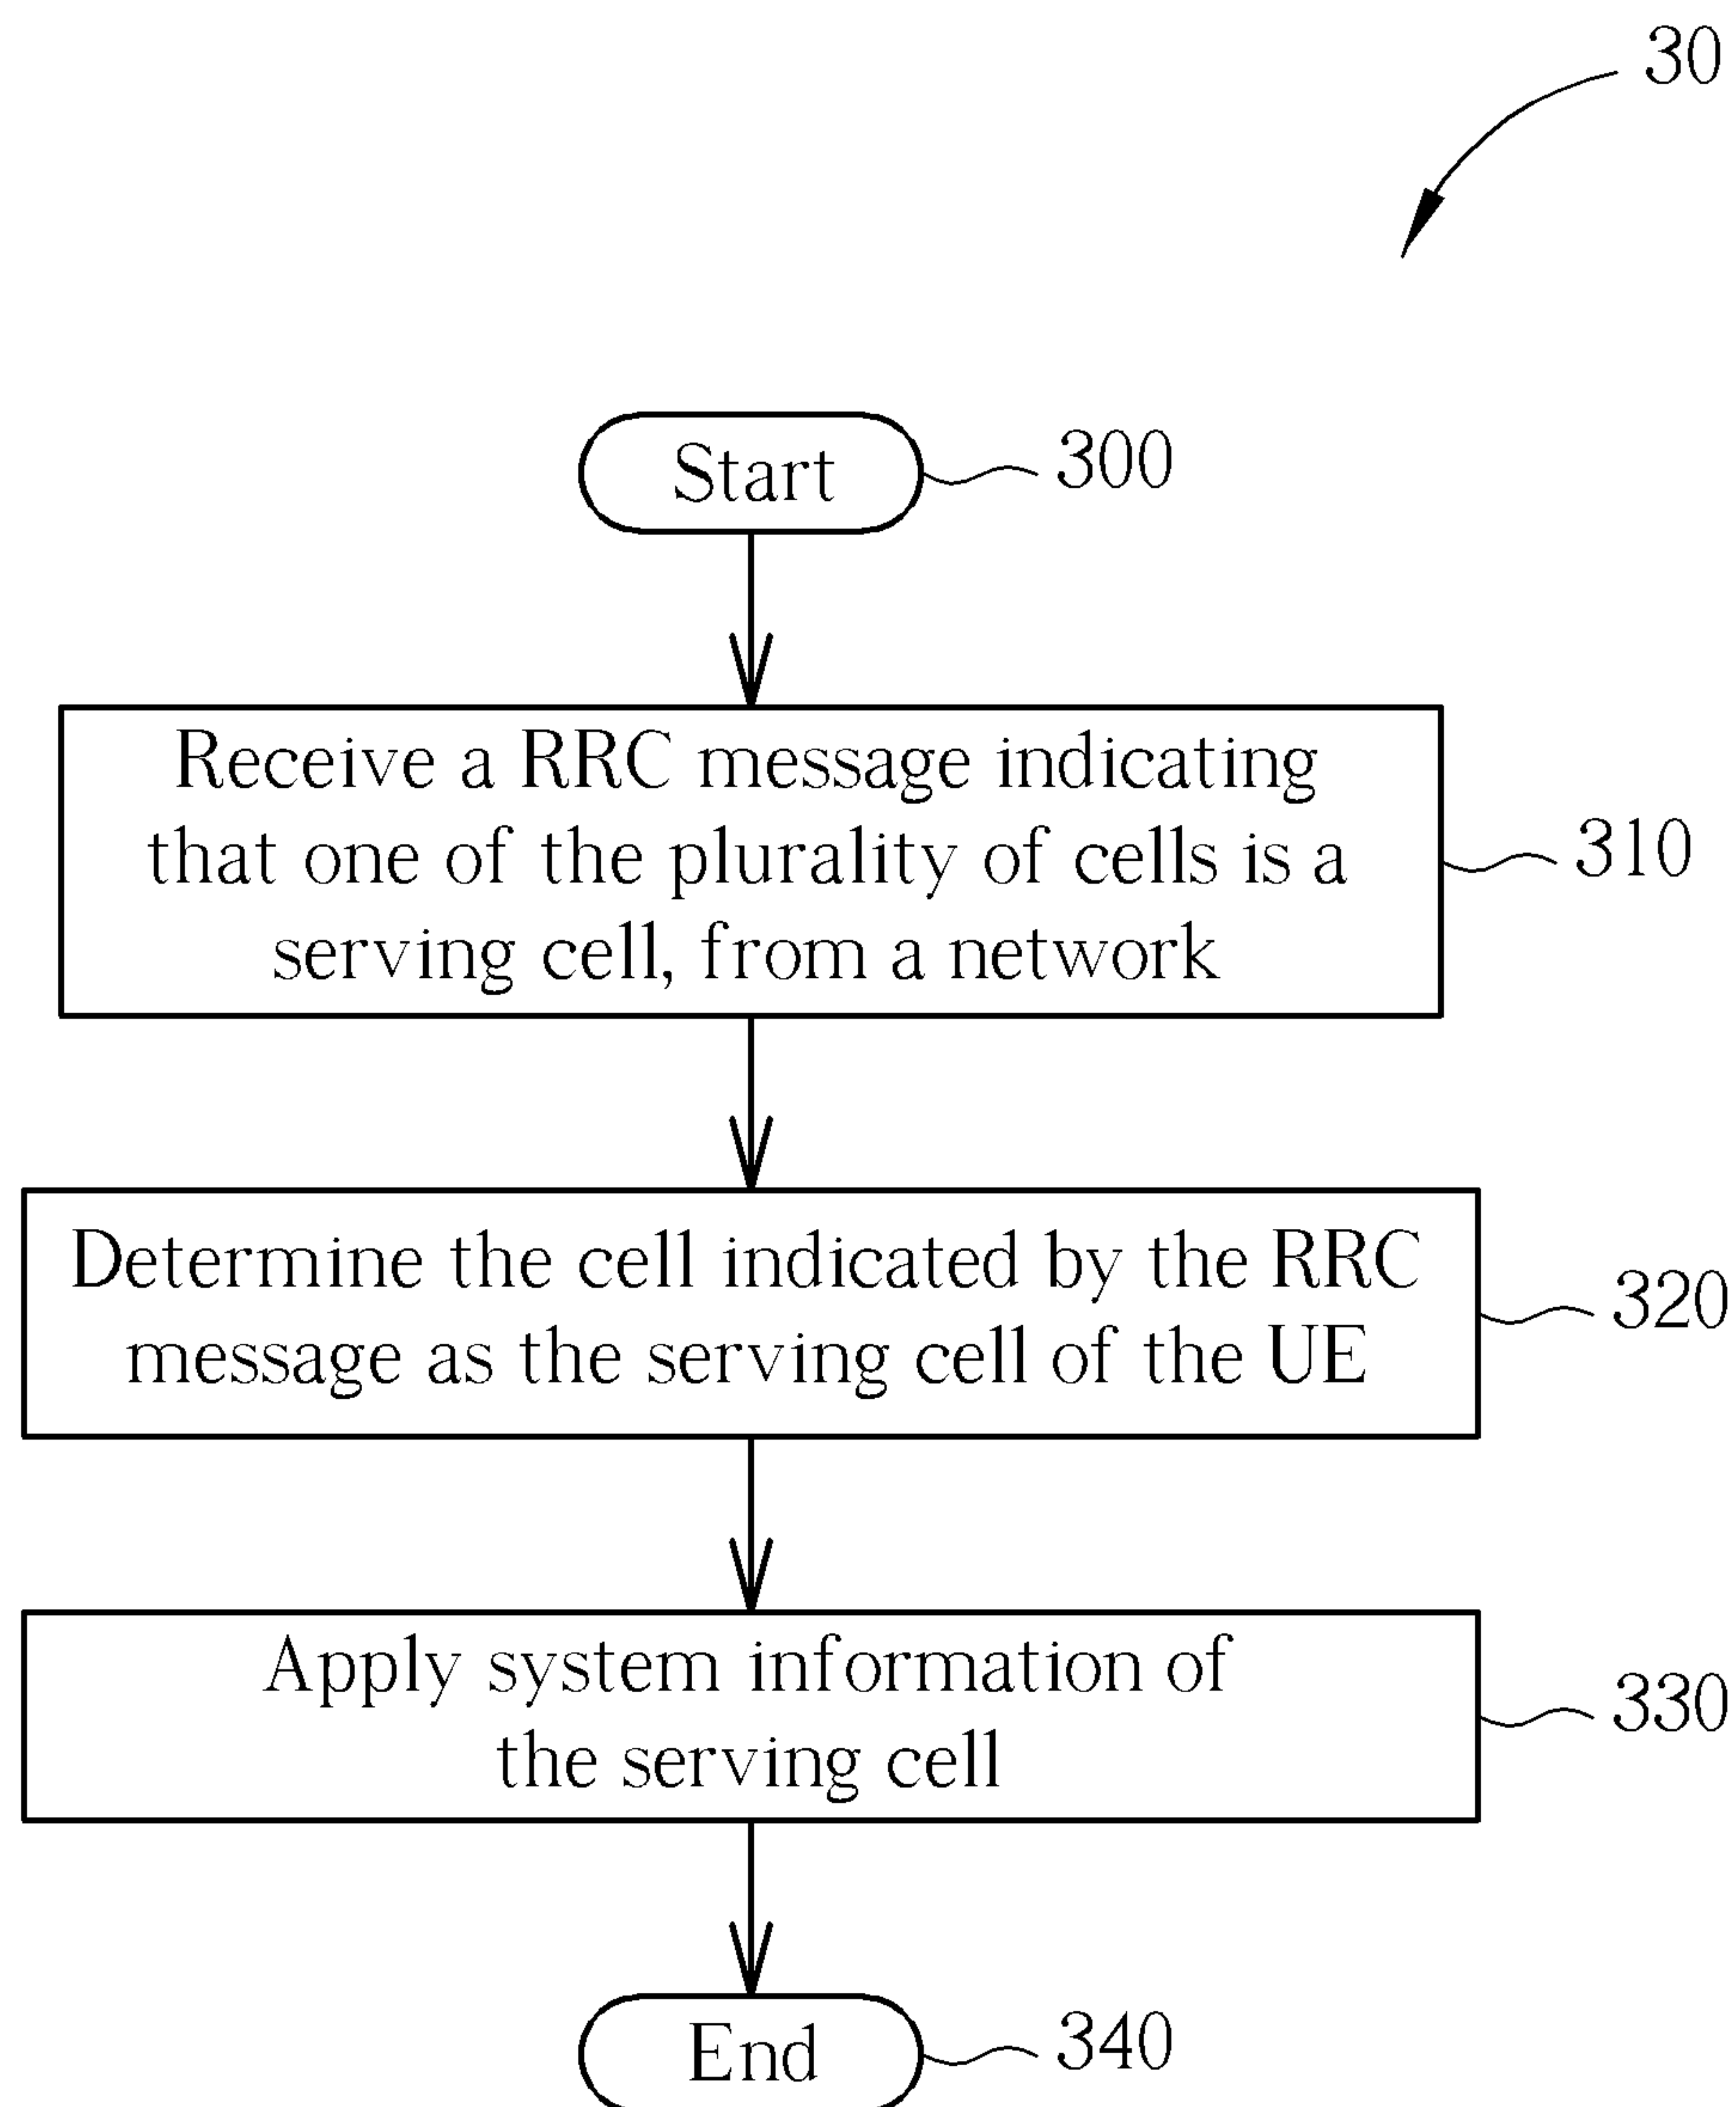 30
Start
300
Receive a RRC message indicating
that one of the plurality of cells is a
serving cell, from a network
310
Determine the cell indicated by the RRC
message as the serving cell of the UE
320
Apply system information of
the serving cell
330
End
340